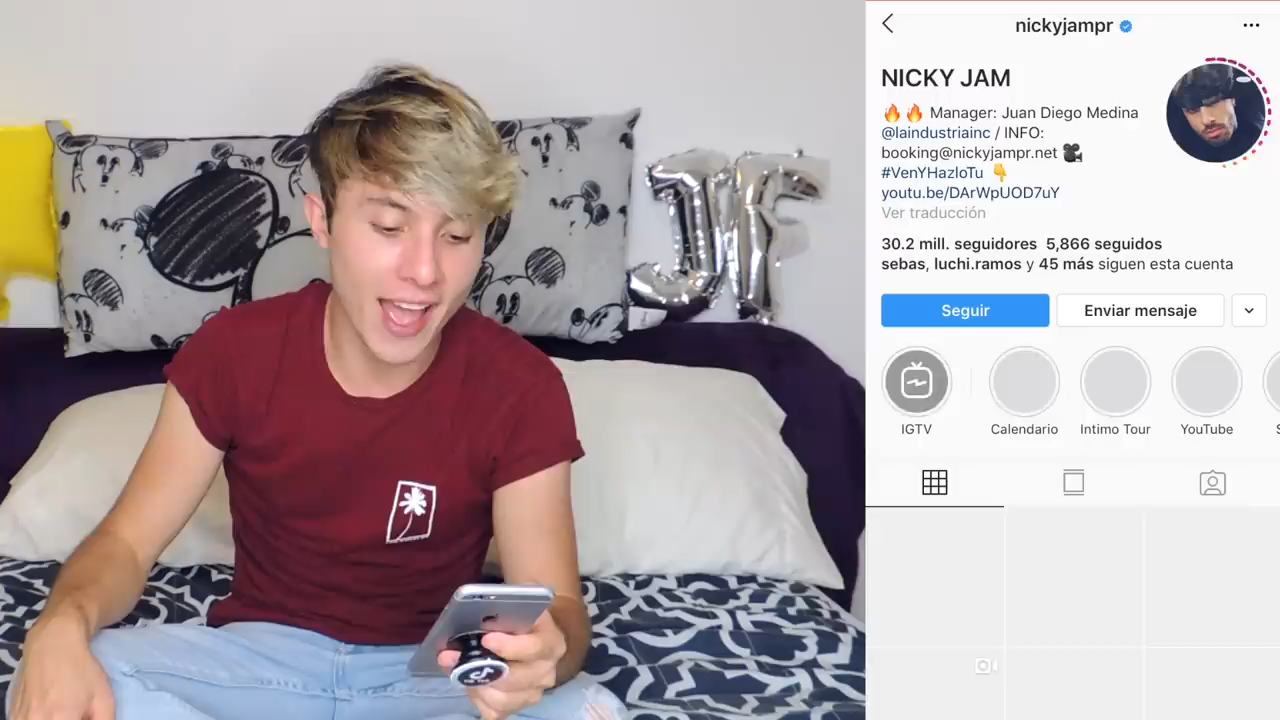 JF
nickyjampr
NICKY JAM
🔥🔥 Manager: Juan Diego Medina
@laindustriainc / INFO:
booking@nickyjampr.net 🎥
#VenYHazloTu 👇
youtu.be/DArWpUOD7uY
Ver traducción
30.2 mill. seguidores 5,866 seguidos
sebas, luchi.ramos y 45 más siguen esta cuenta
Seguir
Enviar mensaje
IGTV
Calendario
Intimo Tour
YouTube
S